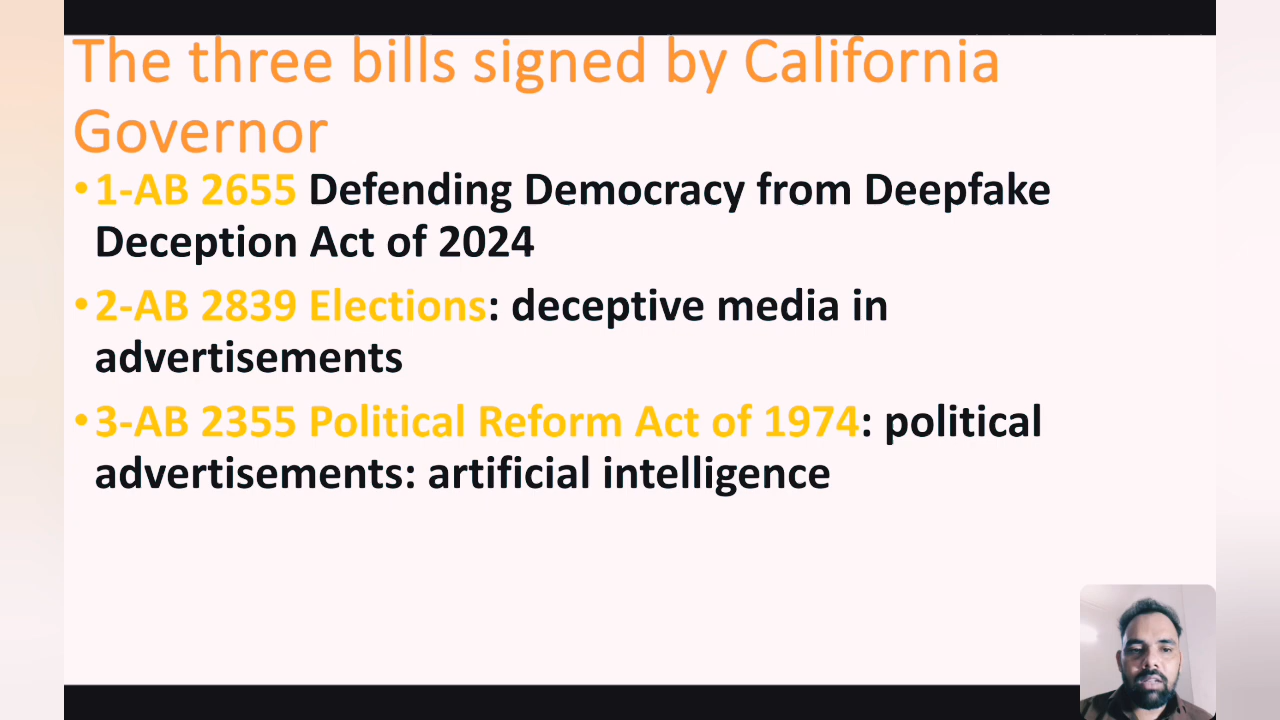 The three bills signed by California
Governor
•1-AB 2655 Defending Democracy from Deepfake
Deception Act of 2024
•2-AB 2839 Elections: deceptive media in
advertisements
•3-AB 2355 Political Reform Act of 1974: political
advertisements: artificial intelligence